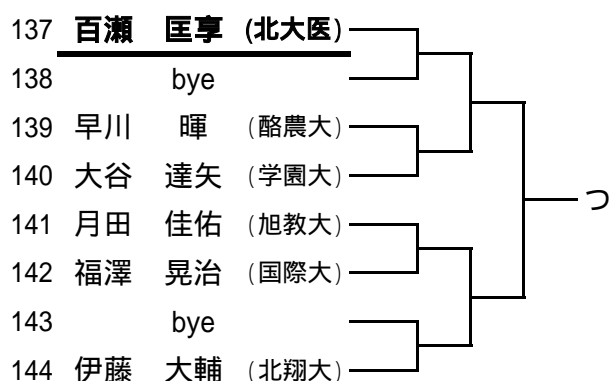 137 百瀬 匡享 (北大医)
138 bye
139 早川 暉 (酪農大)
140 大谷 達矢 (学園大)
つ
141 月田 佳佑 (旭教大)
142 福澤 晃治 (国際大)
143 bye
144 伊藤 大輔 (北翔大)